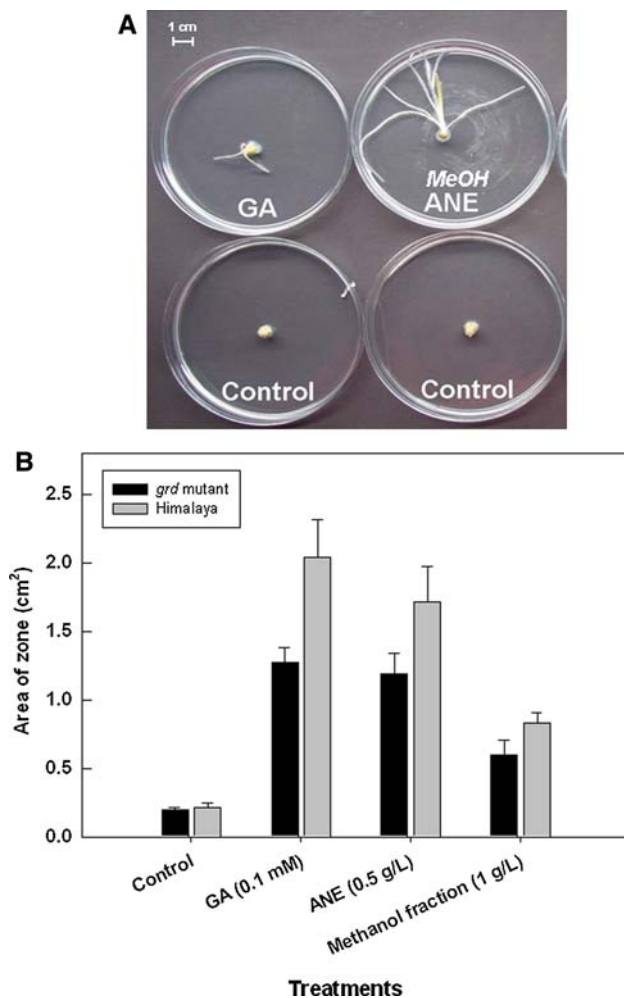 A
1 cm
GA
MeOH
ANE
Control
Control
B
grd mutant
Himalaya
2.5
2.0
1.5
1.0
0.5
0.0
Area of zone (cm²)
Control
GA (0.1 mM)
ANE (0.5 g/L)
Methanol fraction (1 g/L)
Treatments